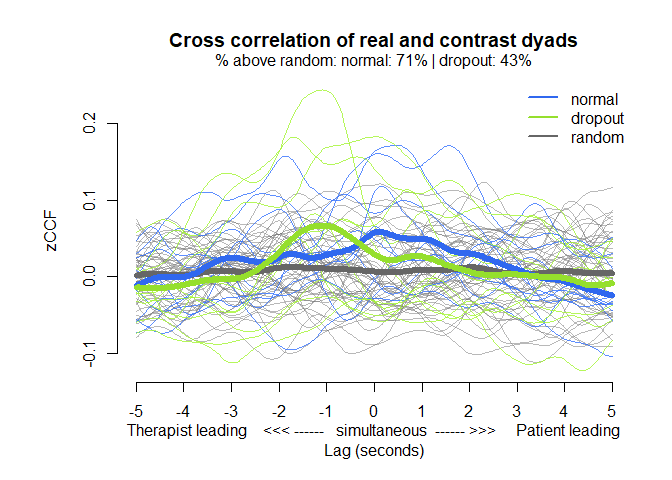 Cross correlation of real and contrast dyads
% above random: normal: 71% | dropout: 43%
normal
dropout
random
zCCF
0.2
0.1
0.0
-0.1
-5 -4 -3 -2 -1 0 1 2 3 4 5
Therapist leading <<< ------ simultaneous ------ >>> Patient leading
Lag (seconds)